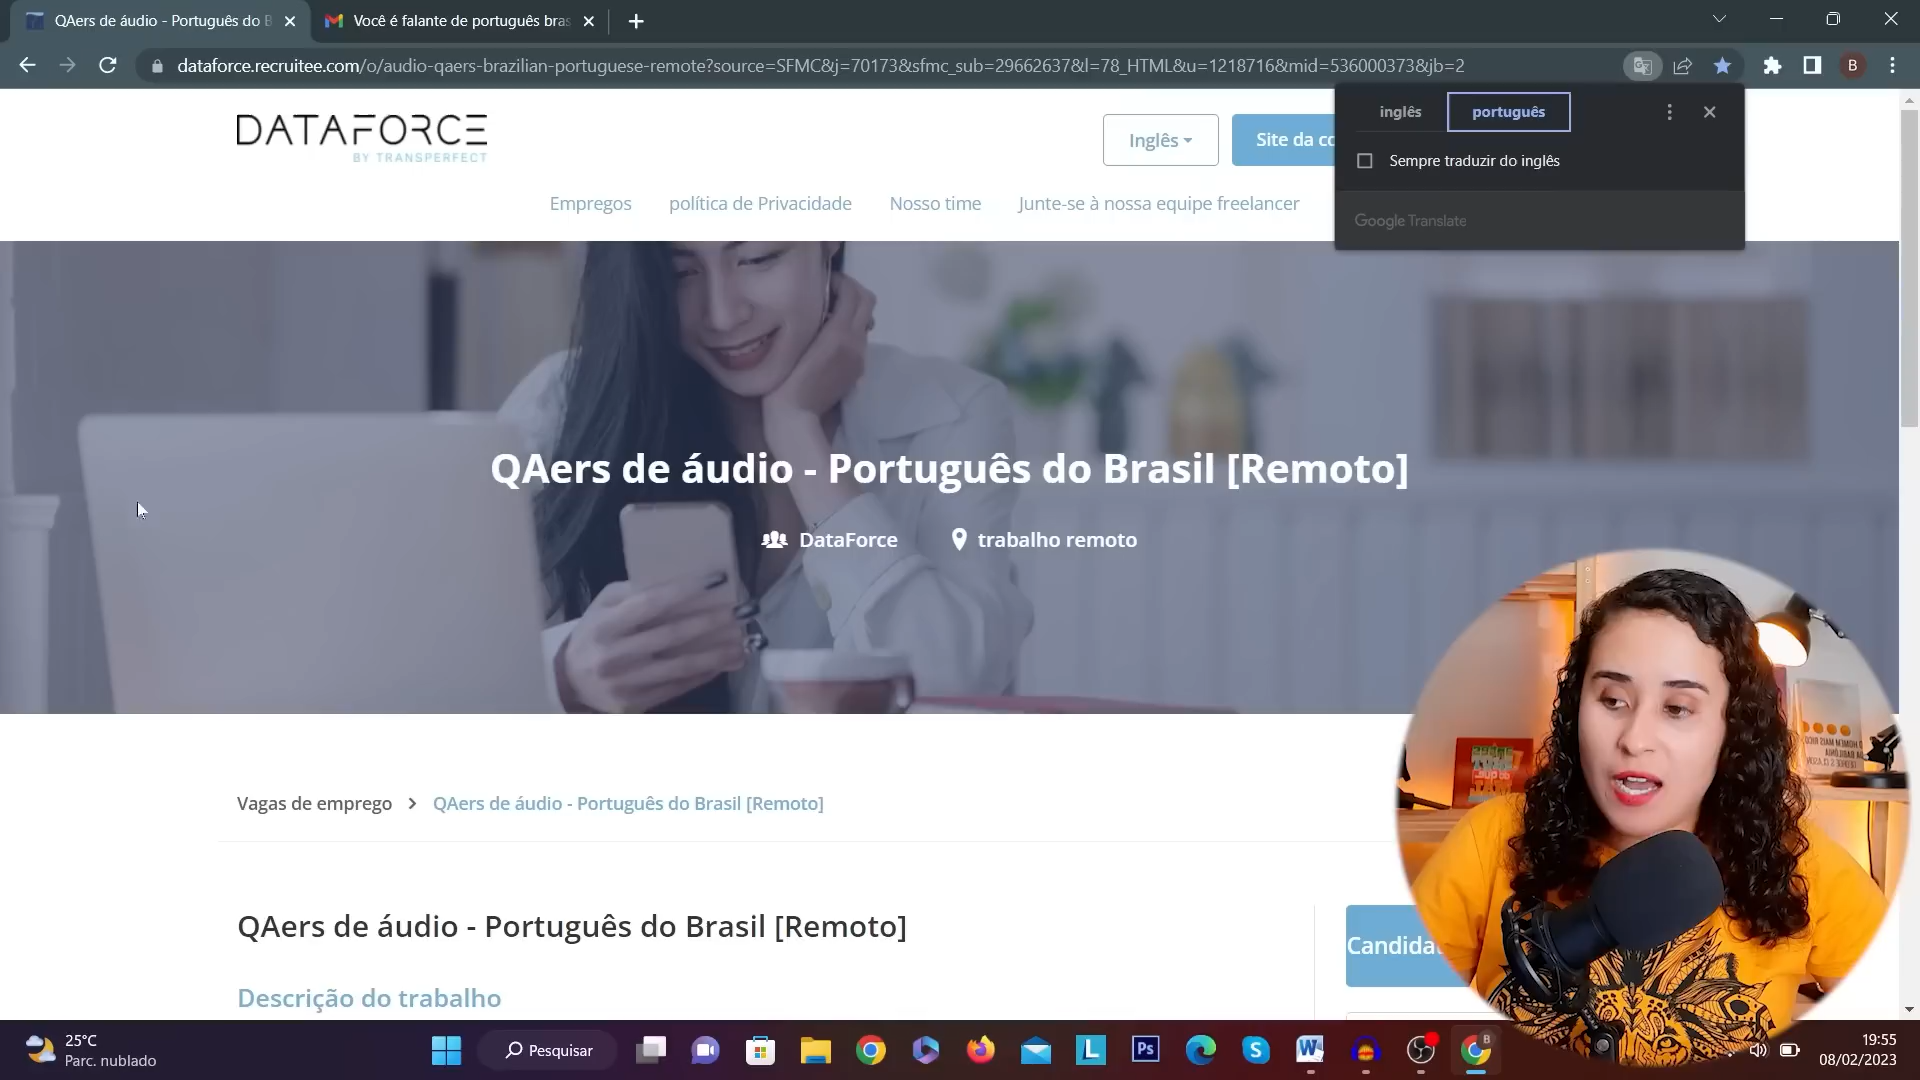 QAers de áudio - Português do B
Você é falante de português bras
dataforce.recruitee.com/o/audio-qaers-brazilian-portuguese-remote?source=SFMC&j=70173&sfmc_sub=29662637&l=78_HTML&u=1218716&mid=536000373&jb=2
B
inglês
português
Sempre traduzir do inglês
Google Translate
DATAFORCE
BY TRANSPERFECT
Inglês
Site da co
Empregos
política de Privacidade
Nosso time
Junte-se à nossa equipe freelancer
QAers de áudio - Português do Brasil [Remoto]
DataForce
trabalho remoto
Vagas de emprego > QAers de áudio - Português do Brasil [Remoto]
QAers de áudio - Português do Brasil [Remoto]
Candida
Descrição do trabalho
25°C
Parc. nublado
Pesquisar
L
Ps
S
W
B
19:55
08/02/2023